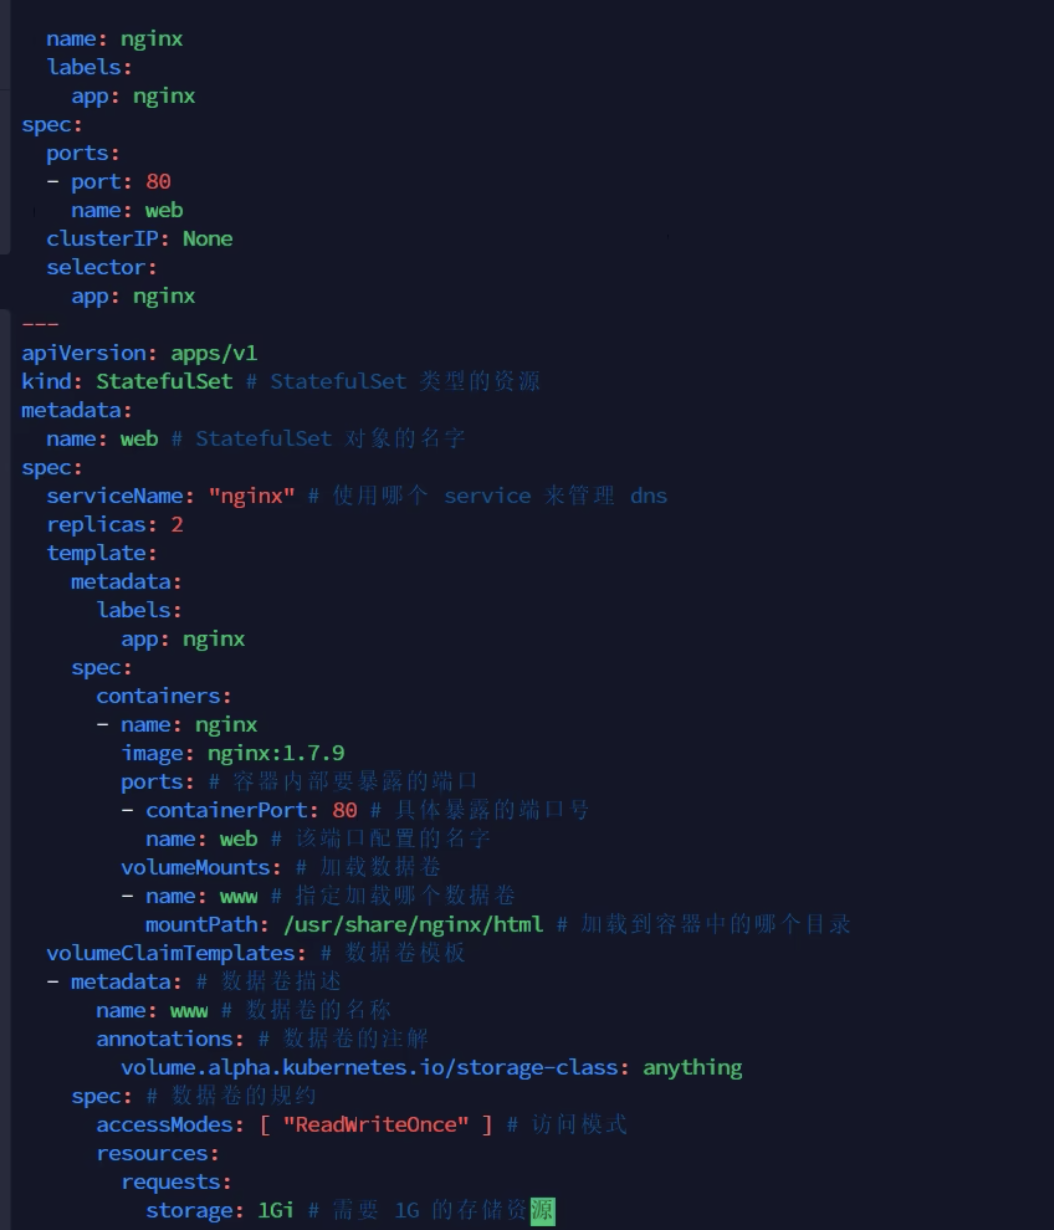 name: nginx
  labels:
    app: nginx
spec:
  ports:
  - port: 80
    name: web
  clusterIP: None
  selector:
    app: nginx
---
apiVersion: apps/v1
kind: StatefulSet # StatefulSet 类型的资源
metadata:
  name: web # StatefulSet 对象的名字
spec:
  serviceName: "nginx" # 使用哪个 service 来管理 dns
  replicas: 2
  template:
    metadata:
      labels:
        app: nginx
    spec:
      containers:
      - name: nginx
        image: nginx:1.7.9
        ports: # 容器内部要暴露的端口
        - containerPort: 80 # 具体暴露的端口号
          name: web # 该端口配置的名字
        volumeMounts: # 加载数据卷
        - name: www # 指定加载哪个数据卷
          mountPath: /usr/share/nginx/html # 加载到容器中的哪个目录
  volumeClaimTemplates: # 数据卷模板
  - metadata: # 数据卷描述
      name: www # 数据卷的名称
      annotations: # 数据卷的注解
        volume.alpha.kubernetes.io/storage-class: anything
    spec: # 数据卷的规约
      accessModes: [ "ReadWriteOnce" ] # 访问模式
      resources:
        requests:
          storage: 1Gi # 需要 1G 的存储资源